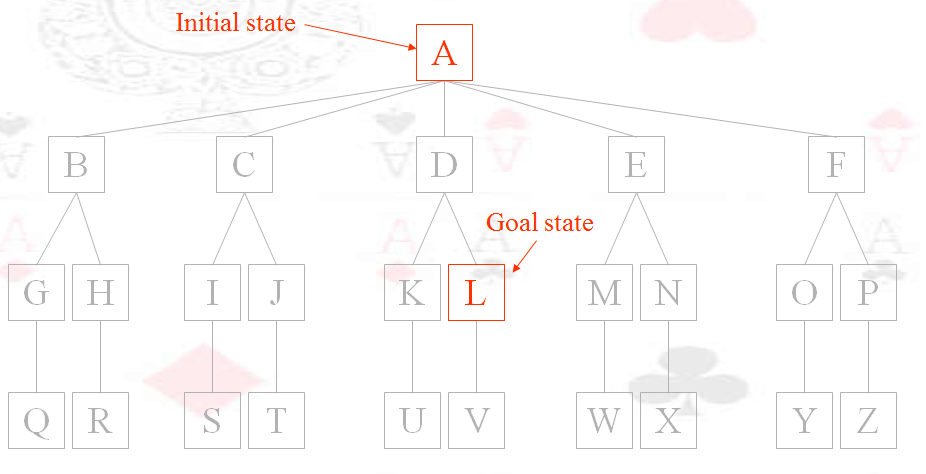 Initial state
A
B C D E F
Goal state
G H I J K L M N O P
Q R S T U V W X Y Z